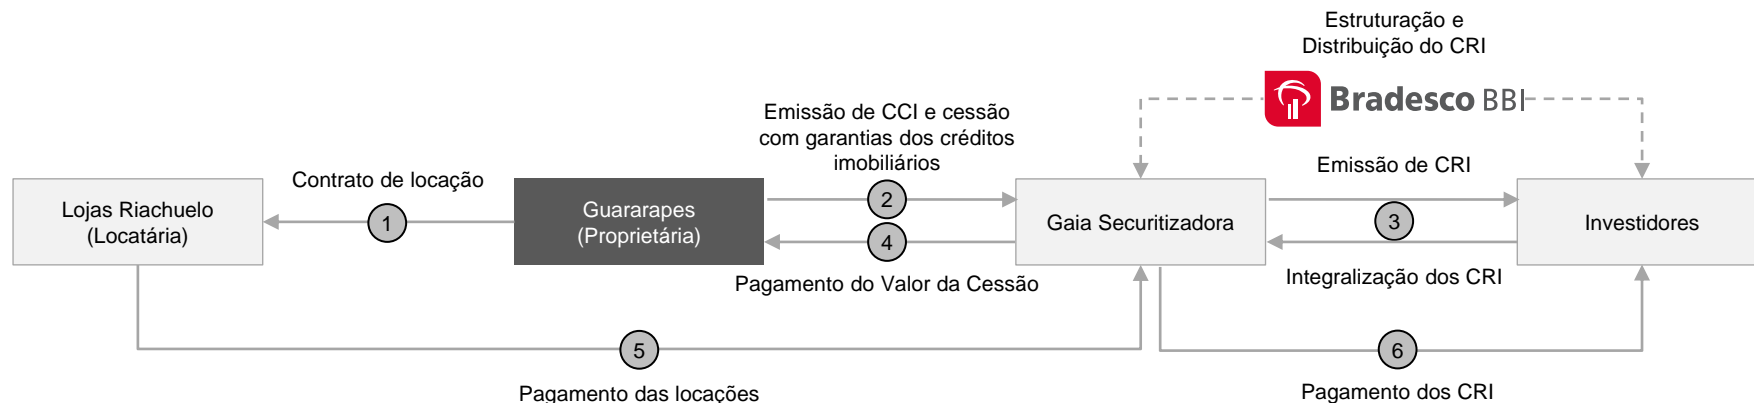 Estruturação e
Distribuição do CRI
Bradesco BBI
Emissão de CCI e cessão
com garantias dos créditos
imobiliários
Emissão de CRI
Contrato de locação
Lojas Riachuelo
(Locatária)
1
Guararapes
(Proprietária)
2
4
Gaia Securitizadora
3
Investidores
Pagamento do Valor da Cessão
Integralização dos CRI
5
6
Pagamento das locações
Pagamento dos CRI